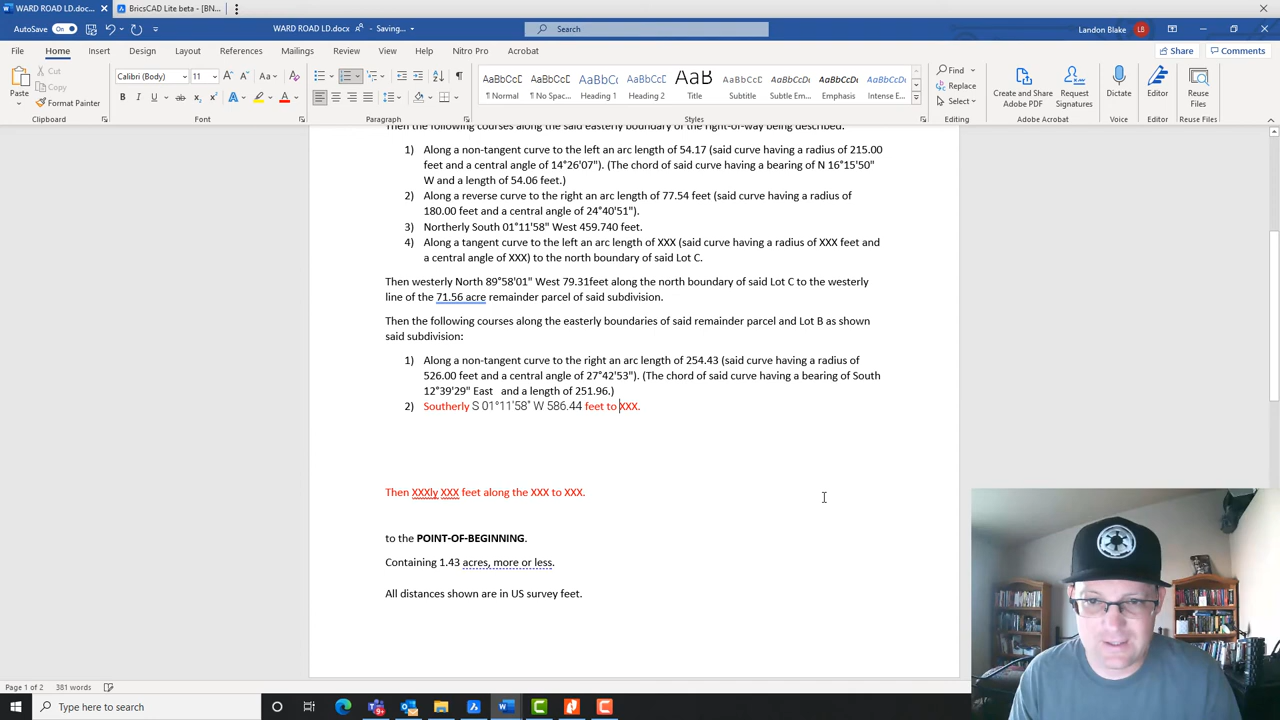 WARD ROAD LD.doc... ×
BricsCAD Lite beta - [BN...
AutoSave On
WARD ROAD LD.docx - Saving...
Search
Landon Blake LB
File Home Insert Design Layout References Mailings Review View Help Nitro Pro Acrobat
Share Comments
Cut
Copy
Format Painter
Paste
Calibri (Body) 11
AaBbCcDc AaBbCcDc AaBbCc AaBbCcD AaB AaBbCcD AaBbCcD AaBbCcD AaBbCcD
¶ Normal ¶ No Spac... Heading 1 Heading 2 Title Subtitle Subtle Em... Emphasis Intense E...
Find
Replace
Select
Create and Share Adobe PDF
Request Signatures
Dictate
Editor
Reuse Files
Clipboard Font Paragraph Styles Editing Adobe Acrobat Voice Editor Reuse Files
Then the following courses along the said easterly boundary of the right-of-way being described:
1) Along a non-tangent curve to the left an arc length of 54.17 (said curve having a radius of 215.00
feet and a central angle of 14°26'07"). (The chord of said curve having a bearing of N 16°15'50"
W and a length of 54.06 feet.)
2) Along a reverse curve to the right an arc length of 77.54 feet (said curve having a radius of
180.00 feet and a central angle of 24°40'51").
3) Northerly South 01°11'58" West 459.740 feet.
4) Along a tangent curve to the left an arc length of XXX (said curve having a radius of XXX feet and
a central angle of XXX) to the north boundary of said Lot C.
Then westerly North 89°58'01" West 79.31feet along the north boundary of said Lot C to the westerly
line of the 71.56 acre remainder parcel of said subdivision.
Then the following courses along the easterly boundaries of said remainder parcel and Lot B as shown
said subdivision:
1) Along a non-tangent curve to the right an arc length of 254.43 (said curve having a radius of
526.00 feet and a central angle of 27°42'53"). (The chord of said curve having a bearing of South
12°39'29" East and a length of 251.96.)
2) Southerly S 01°11'58" W 586.44 feet to XXX.
Then XXXly XXX feet along the XXX to XXX.
to the POINT-OF-BEGINNING.
Containing 1.43 acres, more or less.
All distances shown are in US survey feet.
Page 1 of 2 381 words
Type here to search